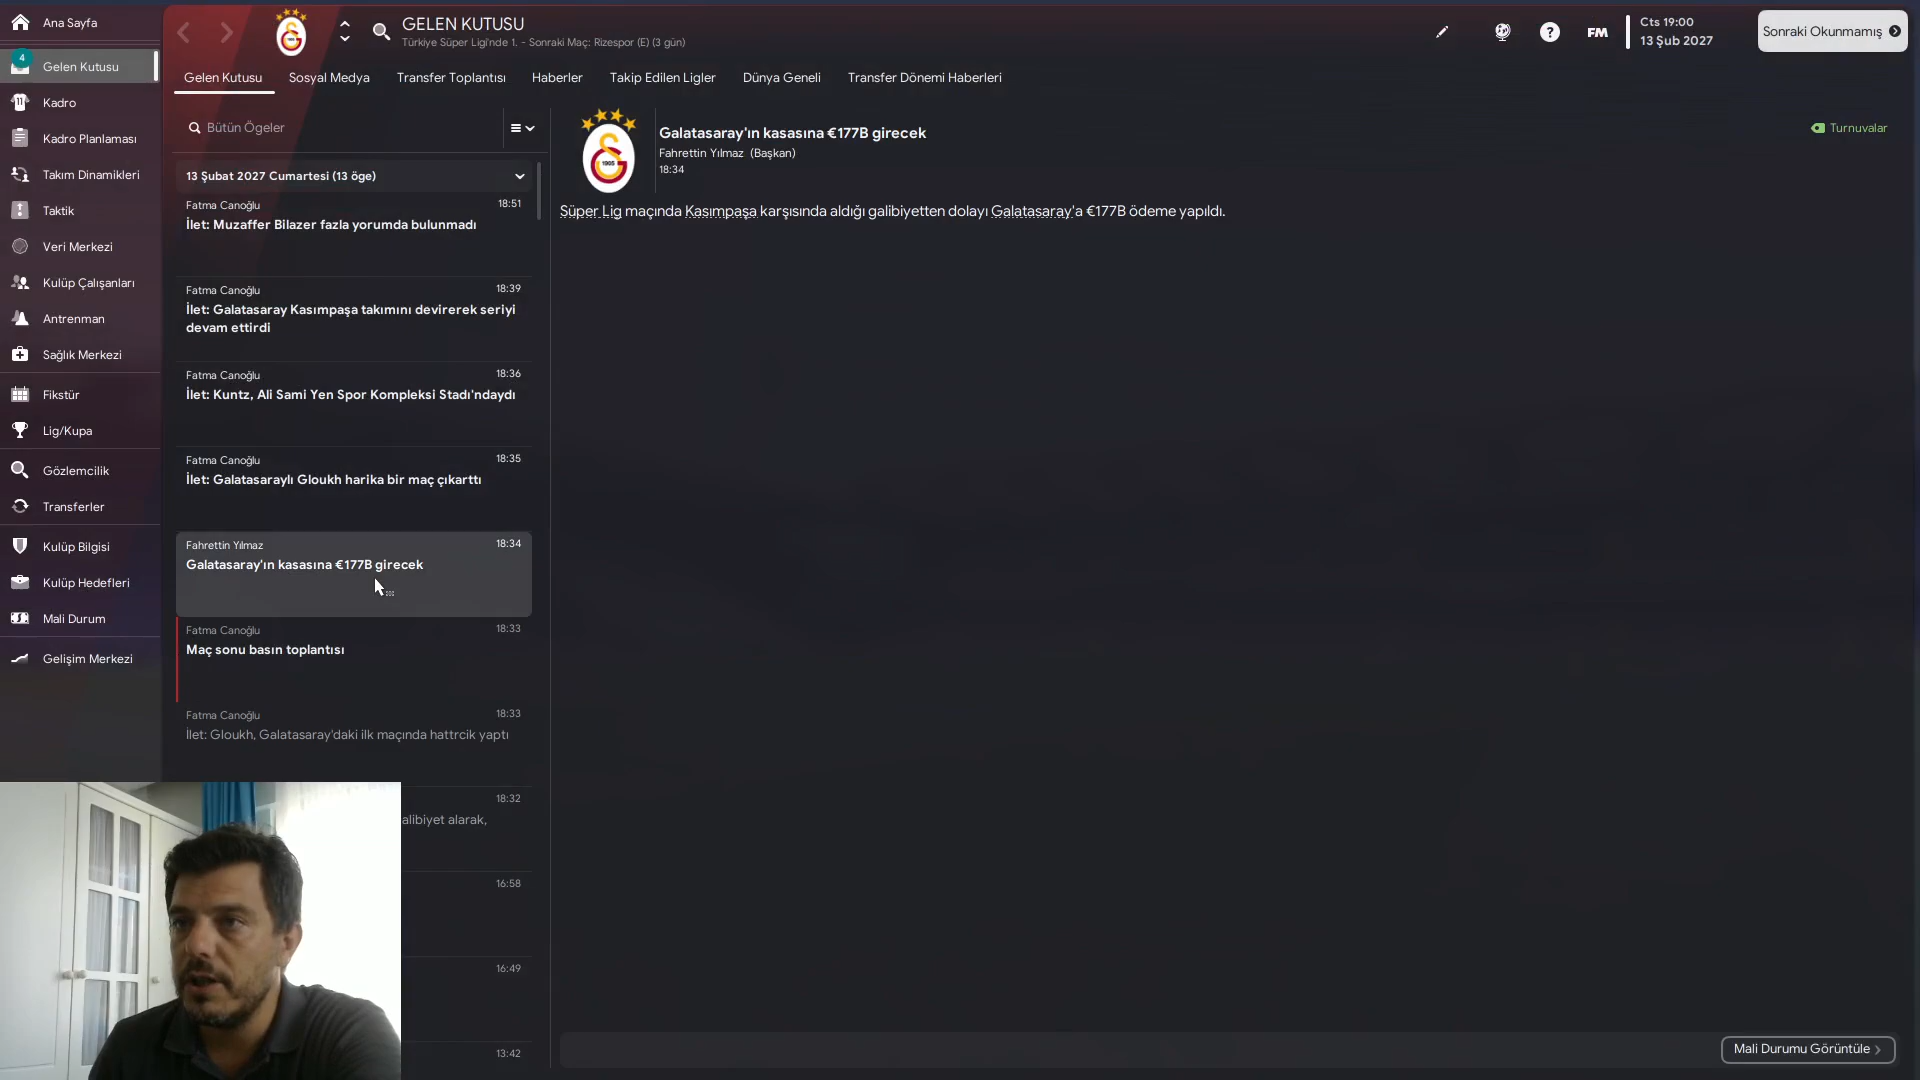 Ana Sayfa
4
Gelen Kutusu
Kadro
Kadro Planlaması
Takım Dinamikleri
Taktik
Veri Merkezi
Kulüp Çalışanları
Antrenman
Sağlık Merkezi
Fikstür
Lig/Kupa
Gözlemcilik
Transferler
Kulüp Bilgisi
Kulüp Hedefleri
Mali Durum
Gelişim Merkezi
GELEN KUTUSU
Türkiye Süper Ligi'nde 1. - Sonraki Maç: Rizespor (E) (3 gün)
FM
Cts 19:00
13 Şub 2027
Sonraki Okunmamış
Gelen Kutusu Sosyal Medya Transfer Toplantısı Haberler Takip Edilen Ligler Dünya Geneli Transfer Dönemi Haberleri
Bütün Ögeler
13 Şubat 2027 Cumartesi (13 öge)
Fatma Canoğlu 18:51
İlet: Muzaffer Bilazer fazla yorumda bulunmadı
Fatma Canoğlu 18:39
İlet: Galatasaray Kasımpaşa takımını devirerek seriyi
devam ettirdi
Fatma Canoğlu 18:36
İlet: Kuntz, Ali Sami Yen Spor Kompleksi Stadı'ndaydı
Fatma Canoğlu 18:35
İlet: Galatasaraylı Gloukh harika bir maç çıkarttı
Fahrettin Yılmaz 18:34
Galatasaray'ın kasasına €177B girecek
Fatma Canoğlu 18:33
Maç sonu basın toplantısı
Fatma Canoğlu 18:33
İlet: Gloukh, Galatasaray'daki ilk maçında hattrcik yaptı
18:32
alibiyet alarak,
16:58
16:49
13:42
1905
Galatasaray'ın kasasına €177B girecek
Fahrettin Yılmaz (Başkan)
18:34
Turnuvalar
Süper Lig maçında Kasımpaşa karşısında aldığı galibiyetten dolayı Galatasaray'a €177B ödeme yapıldı.
Mali Durumu Görüntüle